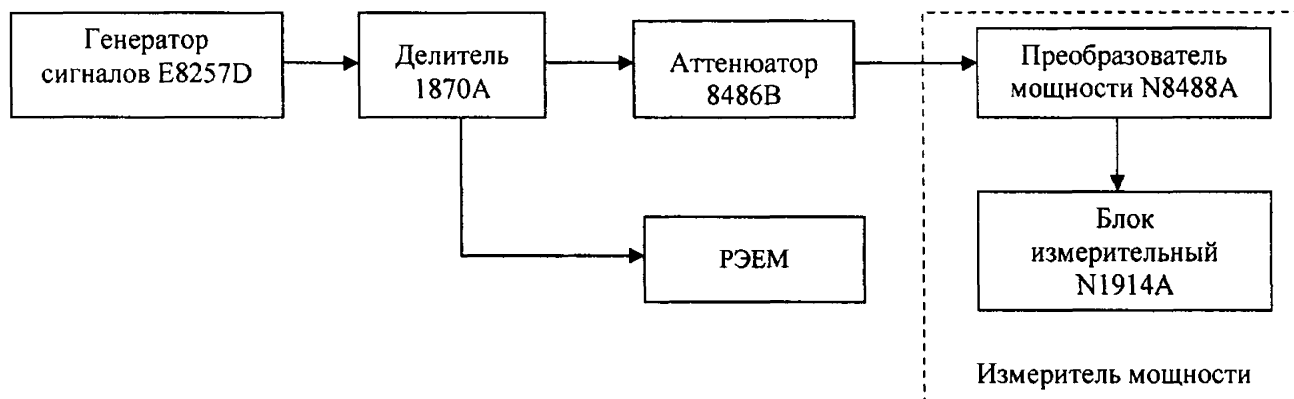 Генератор
сигналов E8257D
Делитель
1870A
Аттенюатор
8486B
Преобразователь
мощности N8488A
РЭЕМ
Блок
измерительный
N1914A
Измеритель мощности